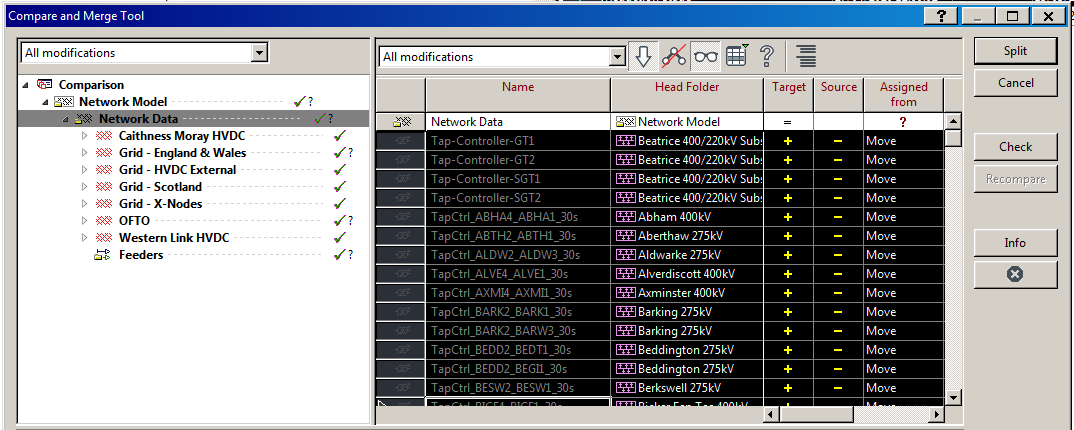 Compare and Merge Tool
All modifications
Comparison
Network Model ?
Network Data ?
Caithness Moray HVDC
Grid - England & Wales ?
Grid - HVDC External
Grid - Scotland
Grid - X-Nodes
OFTO ?
Western Link HVDC
Feeders ?
All modifications
Name Head Folder Target Source Assigned from
Network Data Network Model = ?
Tap-Controller-GT1 Beatrice 400/220kV Subs + - Move
Tap-Controller-GT2 Beatrice 400/220kV Subs + - Move
Tap-Controller-SGT1 Beatrice 400/220kV Subs + - Move
Tap-Controller-SGT2 Beatrice 400/220kV Subs + - Move
TapCtrl_ABHA4_ABHA1_30s Abham 400kV + - Move
TapCtrl_ABTH2_ABTH1_30s Aberthaw 275kV + - Move
TapCtrl_ALDW2_ALDW3_30s Aldwarke 275kV + - Move
TapCtrl_ALVE4_ALVE1_30s Alverdiscott 400kV + - Move
TapCtrl_AXMI4_AXMI1_30s Axminster 400kV + - Move
TapCtrl_BARK2_BARK1_30s Barking 275kV + - Move
TapCtrl_BARK2_BARW3_30s Barking 275kV + - Move
TapCtrl_BEDD2_BEDT1_30s Beddington 275kV + - Move
TapCtrl_BEDD2_BEGI1_30s Beddington 275kV + - Move
TapCtrl_BESW2_BESW1_30s Berkswell 275kV + - Move
Split
Cancel
Check
Recompare
Info